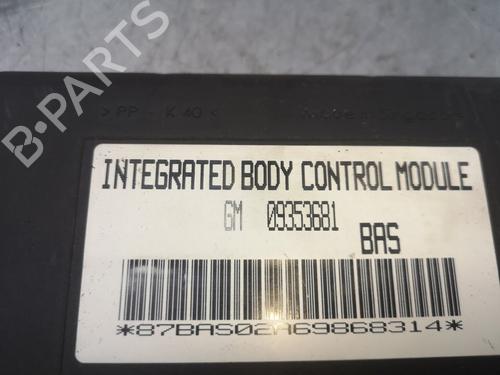 B-PARTS
> PP - K 40 <
INTEGRATED BODY CONTROL MODULE
GM 09353681
BAS
*87BAS02A69868314*